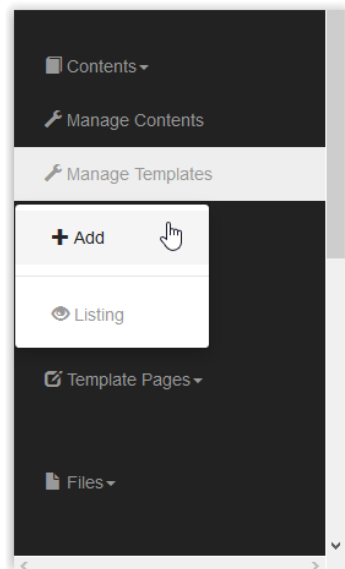 Contents
Manage Contents
Manage Templates
Add
Listing
Template Pages
Files